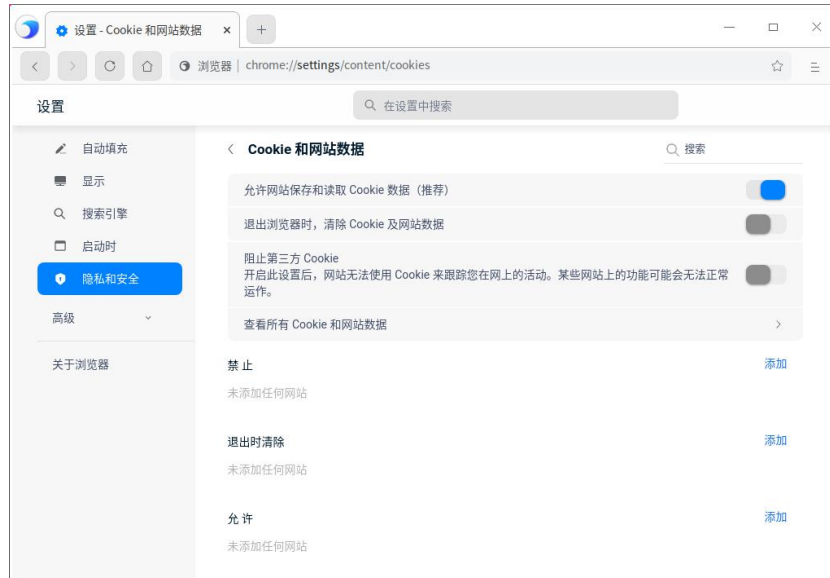 设置 - Cookie 和网站数据
浏览器 | chrome://settings/content/cookies
设置
在设置中搜索
自动填充
显示
搜索引擎
启动时
隐私和安全
高级
关于浏览器
Cookie 和网站数据
搜索
允许网站保存和读取 Cookie 数据（推荐）
退出浏览器时，清除 Cookie 及网站数据
阻止第三方 Cookie
开启此设置后，网站无法使用 Cookie 来跟踪您在网上的活动。某些网站上的功能可能会无法正常
运作。
查看所有 Cookie 和网站数据
禁止 添加
未添加任何网站
退出时清除 添加
未添加任何网站
允许 添加
未添加任何网站